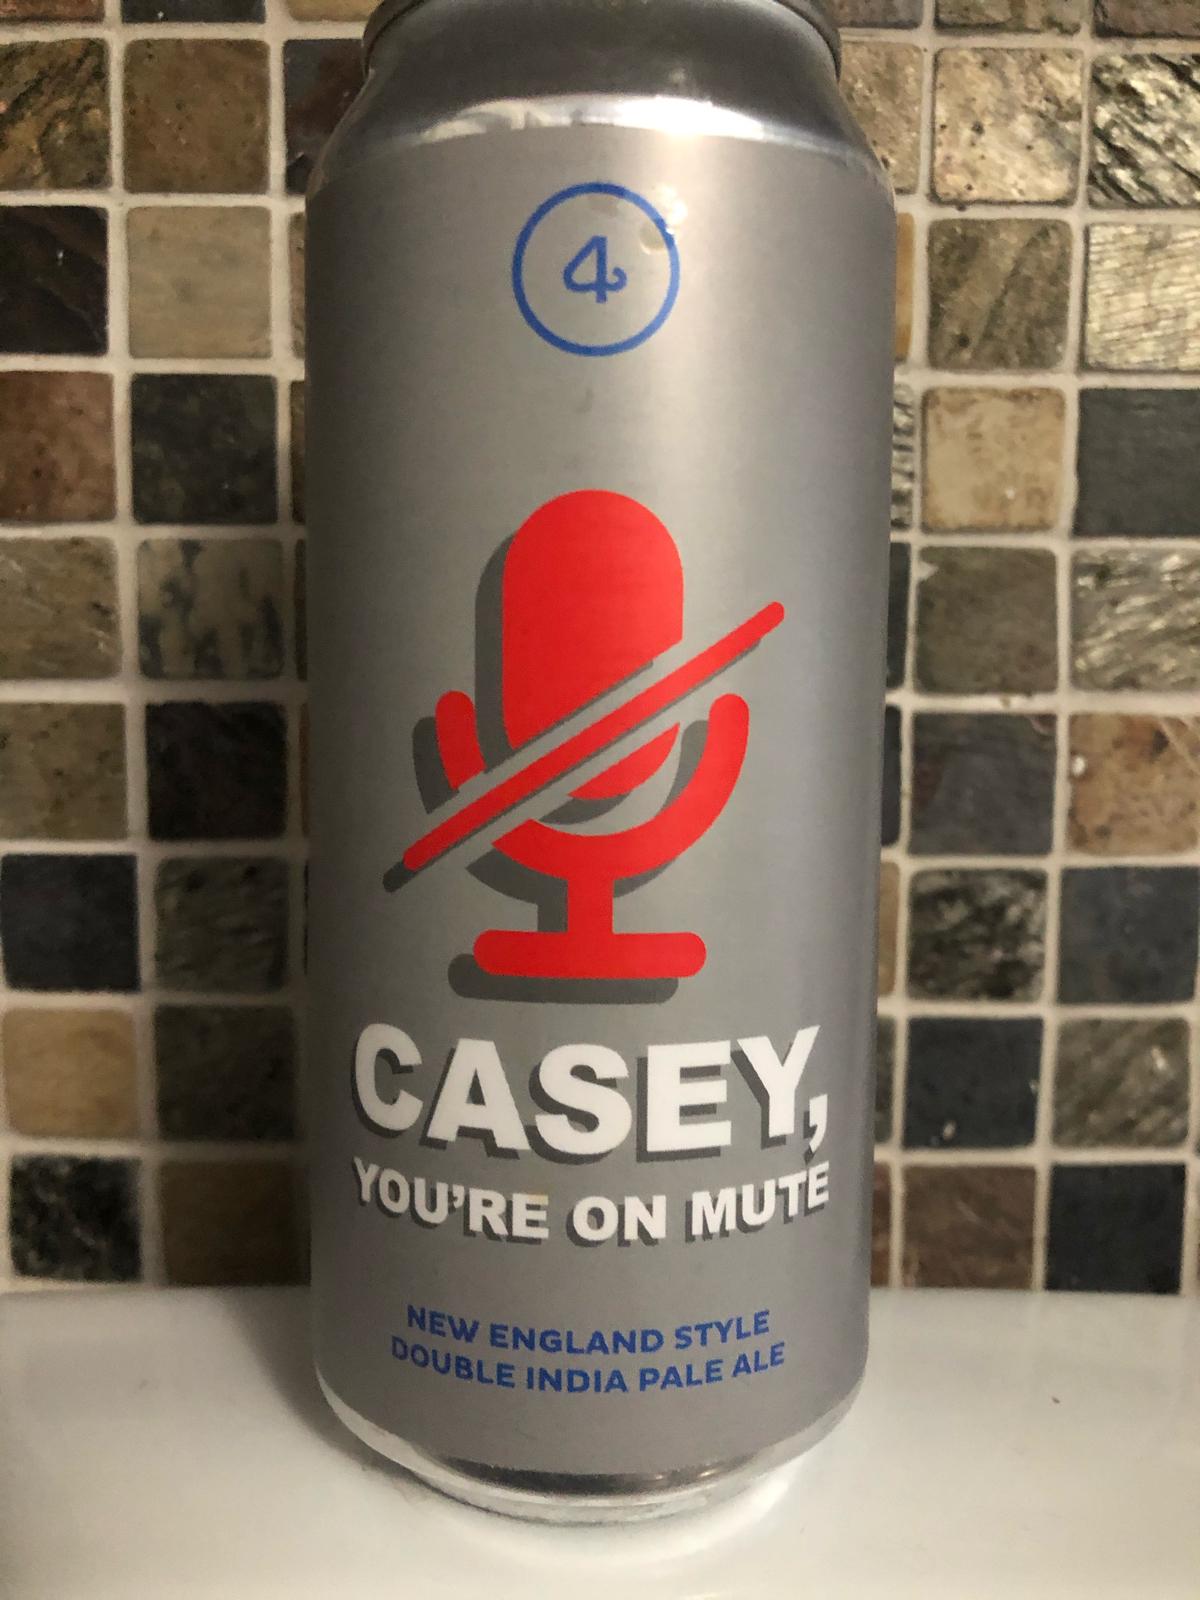 4
CASEY,
YOU'RE ON MUTE
NEW ENGLAND STYLE
DOUBLE INDIA PALE ALE